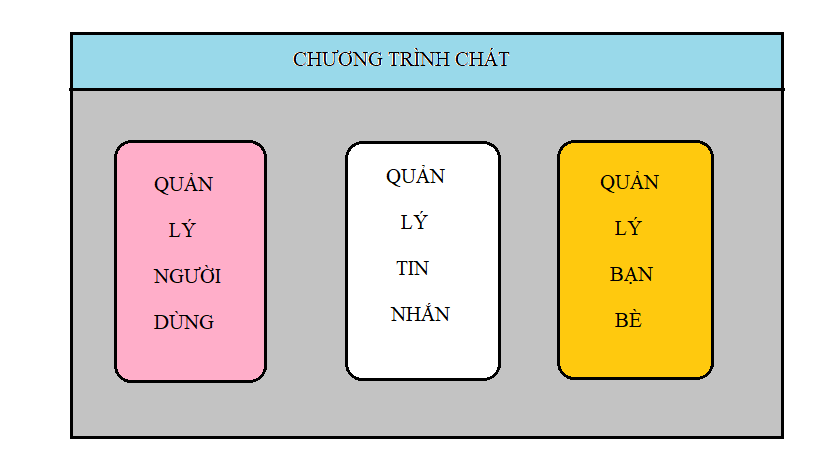 CHƯƠNG TRÌNH CHÁT
QUẢN
LÝ
NGƯỜI
DÙNG
QUẢN
LÝ
TIN
NHẮN
QUẢN
LÝ
BẠN
BÈ